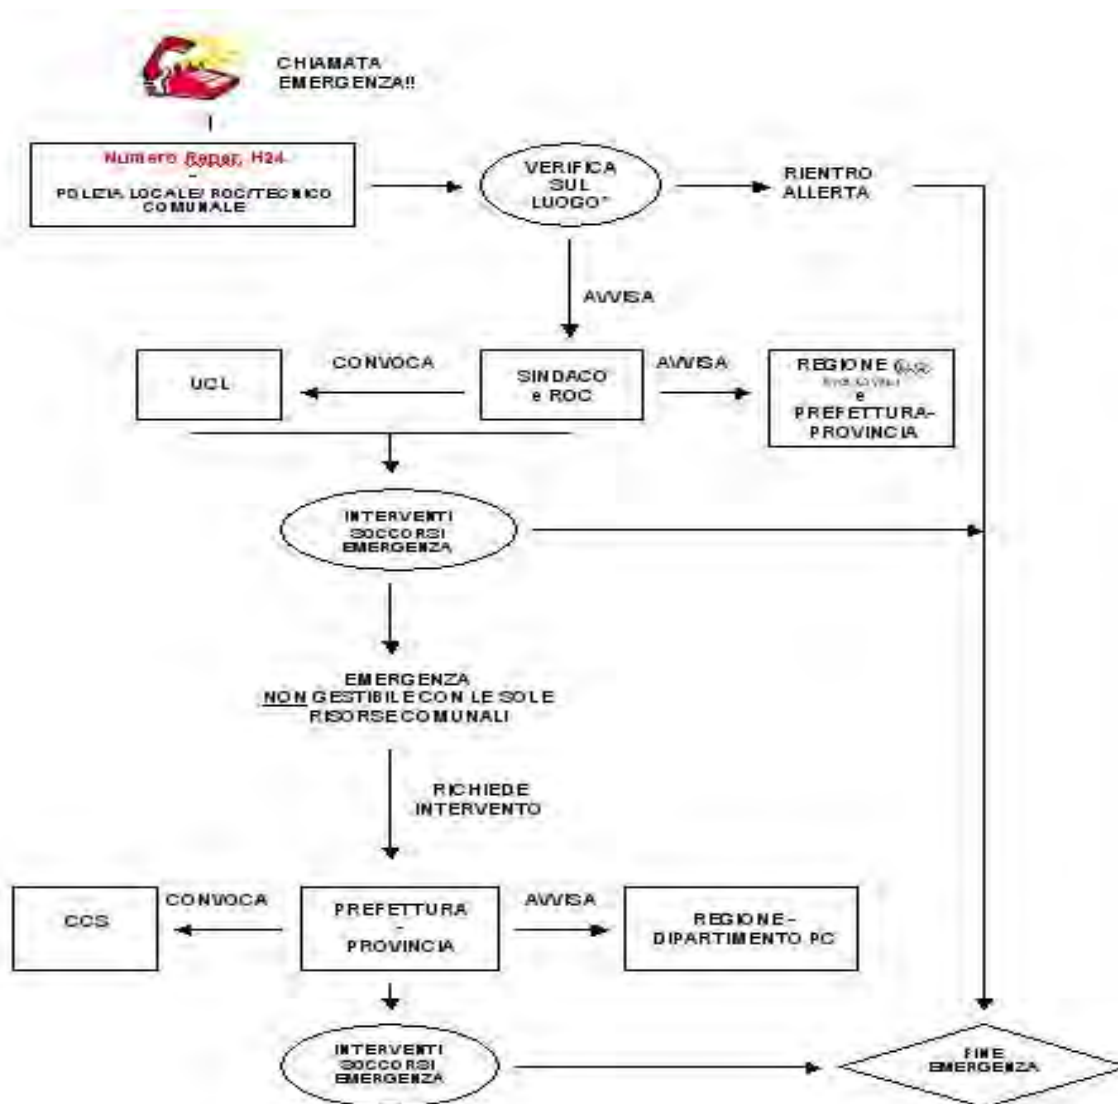 CHIAMATA
EMERGENZA!!
Numero Reper. H24
-
POLIZIA LOCALE/ ROC/TECNICO
COMUNALE
VERIFICA
SUL
LUOGO*
RIENTRO
ALLERTA
AVVISA
UCL
CONVOCA
SINDACO
e ROC
AVVISA
REGIONE
e
PREFETTURA-
PROVINCIA
INTERVENTI
SOCCORSI
EMERGENZA
EMERGENZA
NON GESTIBILE CON LE SOLE
RISORSE COMUNALI
RICHIEDE
INTERVENTO
CCS
CONVOCA
PREFETTURA
-
PROVINCIA
AVVISA
REGIONE-
DIPARTIMENTO PC
INTERVENTI
SOCCORSI
EMERGENZA
FINE
EMERGENZA